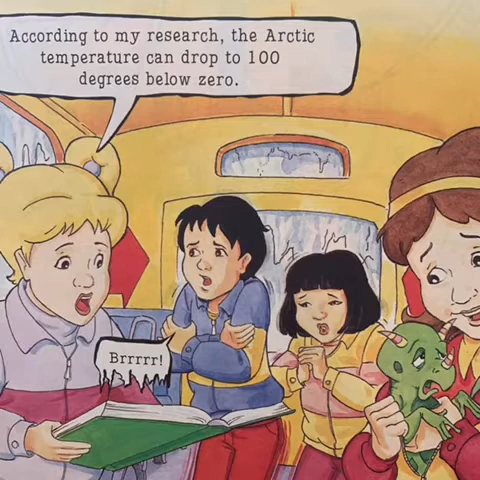 According to my research, the Arctic
temperature can drop to 100
degrees below zero.
Brrrrr!